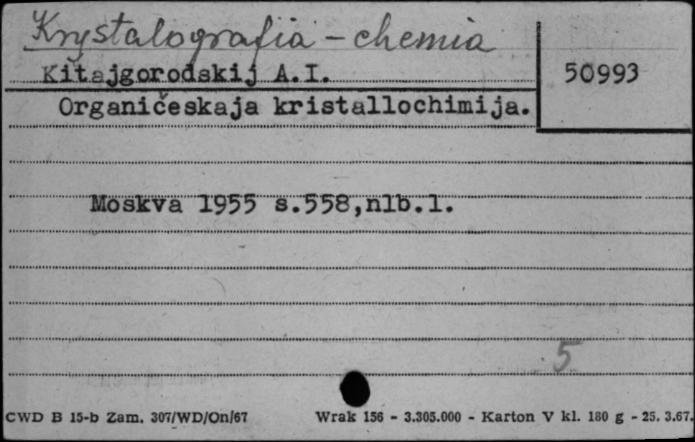 Krystalografia - chemia
Kitajgorodskij A.I.
50993
Organičeskaja kristallochimija.
Moskva 1955 s.558,nlb.1.
5
CWD B 15-b Zam. 307/WD/On/67 Wrak 156 - 3.305.000 - Karton V kl. 180 g - 25. 3.67.